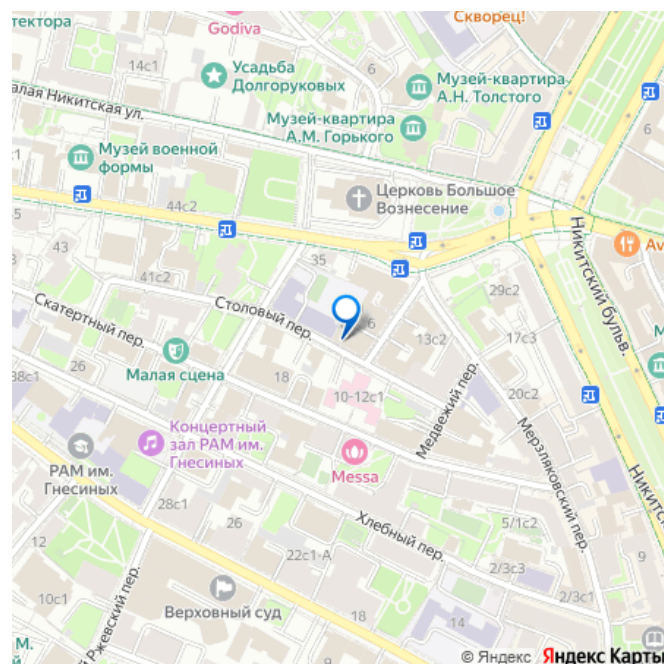 Скворец!
тектора
Godiva
14с1
Усадьба
Долгоруковых
6
Музей-квартира
А.Н. Толстого
алая Никитская ул.
Музей-квартира
А.М. Горького
Музей военной
формы
Церковь Большое
Вознесение
44с2
5
43
35
41с2
Никитский бульв.
Av
Столовый пер.
6
29с2
Скатертный пер.
13с2
17с3
М
Малая сцена
38с1
26
18
10-12с1
20с2
Медвежий пер.
Мерзляковский пер.
Концертный
зал РАМ им.
Гнесиных
РАМ им.
Гнесиных
Messa
Никитс
28с1
26
Хлебный пер.
5/1с2
12
22с1-А
2/3с3
9
10с1
Ржевский пер.
Верховный суд
18
14
2/3с1
М.
й
© Яндекс Яндекс Карты